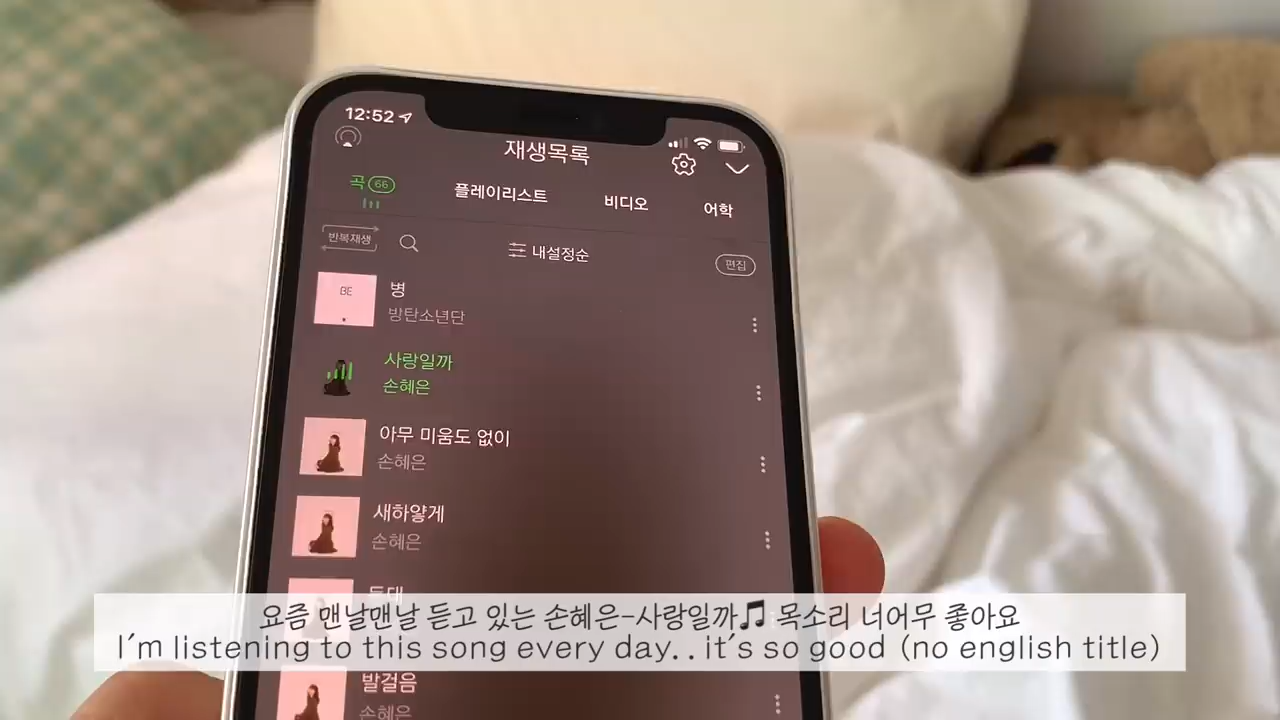 12:52
재생목록
곡 66 플레이리스트 비디오 어학
반복재생 내설정순 편집
BE
병
방탄소년단
사랑일까
손혜은
아무 미움도 없이
손혜은
새하얗게
손혜은
등대
요즘 맨날맨날 듣고 있는 손혜은-사랑일까🎵 목소리 너어무 좋아요
I'm listening to this song every day.. it's so good (no english title)
발걸음
손혜은